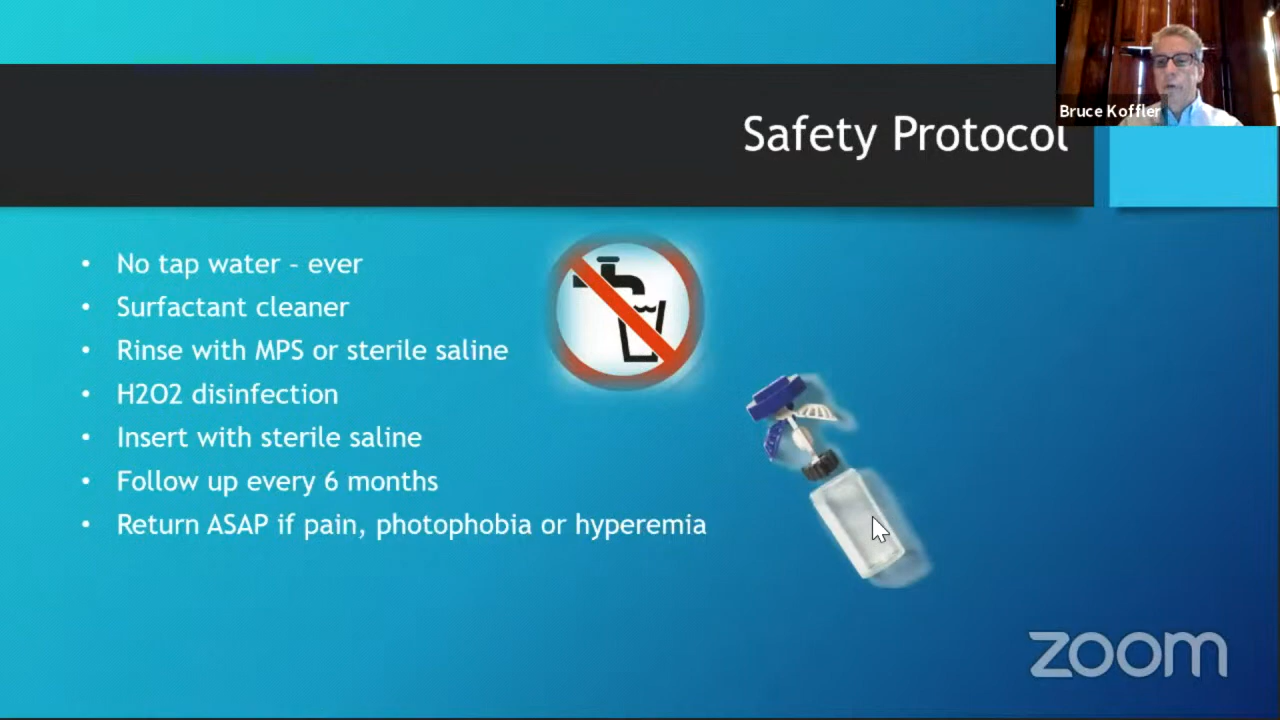 Bruce Koffler
Safety Protocol
• No tap water – ever
• Surfactant cleaner
• Rinse with MPS or sterile saline
• H2O2 disinfection
• Insert with sterile saline
• Follow up every 6 months
• Return ASAP if pain, photophobia or hyperemia
zoom